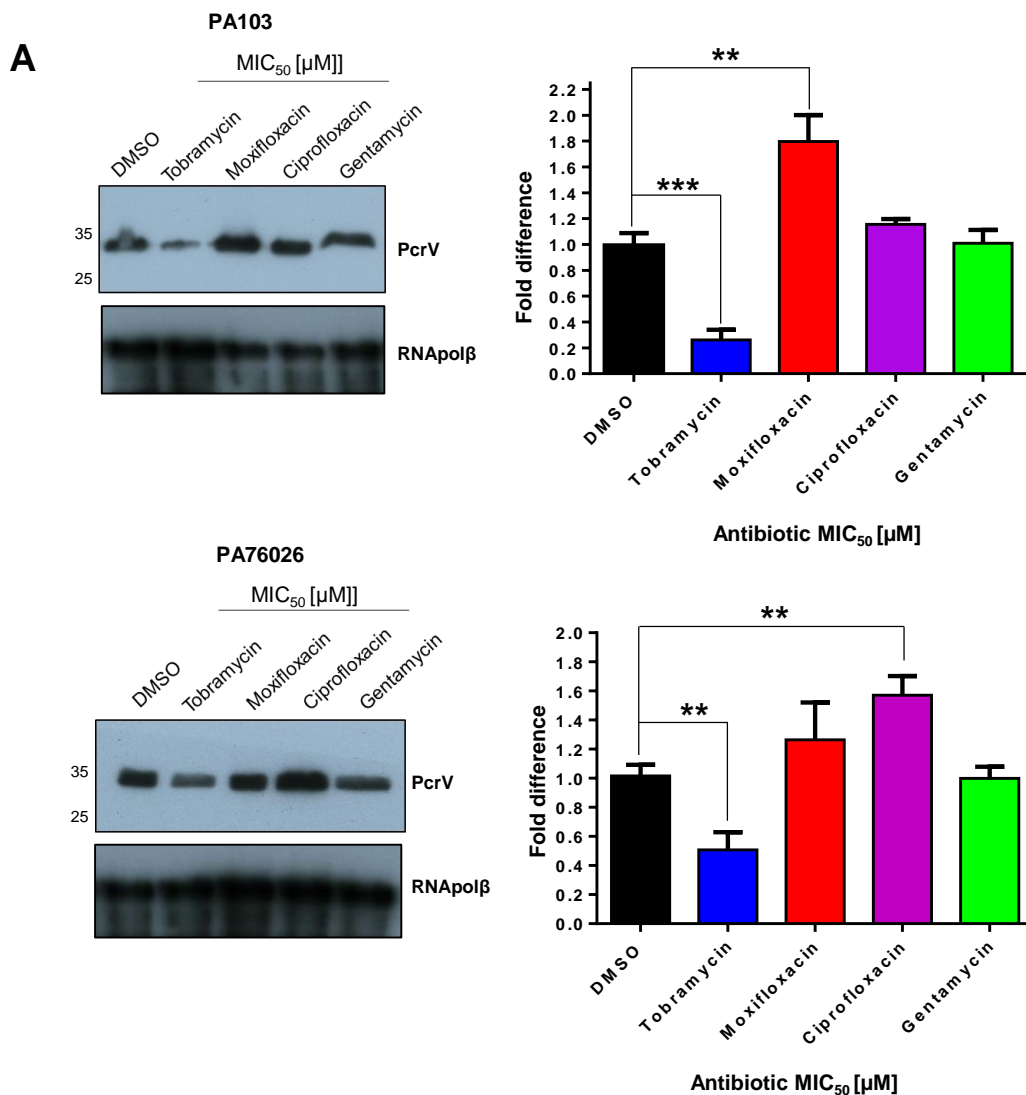 PA103
A
MIC50 [µM]]
DMSO
Tobramycin
Moxifloxacin
Ciprofloxacin
Gentamycin
35
25
PcrV
RNApolβ
**
***
Fold difference
2.2
2.0
1.8
1.6
1.4
1.2
1.0
0.8
0.6
0.4
0.2
0.0
DMSO
Tobramycin
Moxifloxacin
Ciprofloxacin
Gentamycin
Antibiotic MIC50 [µM]
PA76026
MIC50 [µM]]
DMSO
Tobramycin
Moxifloxacin
Ciprofloxacin
Gentamycin
35
25
PcrV
RNApolβ
**
**
Fold difference
2.0
1.8
1.6
1.4
1.2
1.0
0.8
0.6
0.4
0.2
0.0
DMSO
Tobramycin
Moxifloxacin
Ciprofloxacin
Gentamycin
Antibiotic MIC50 [µM]